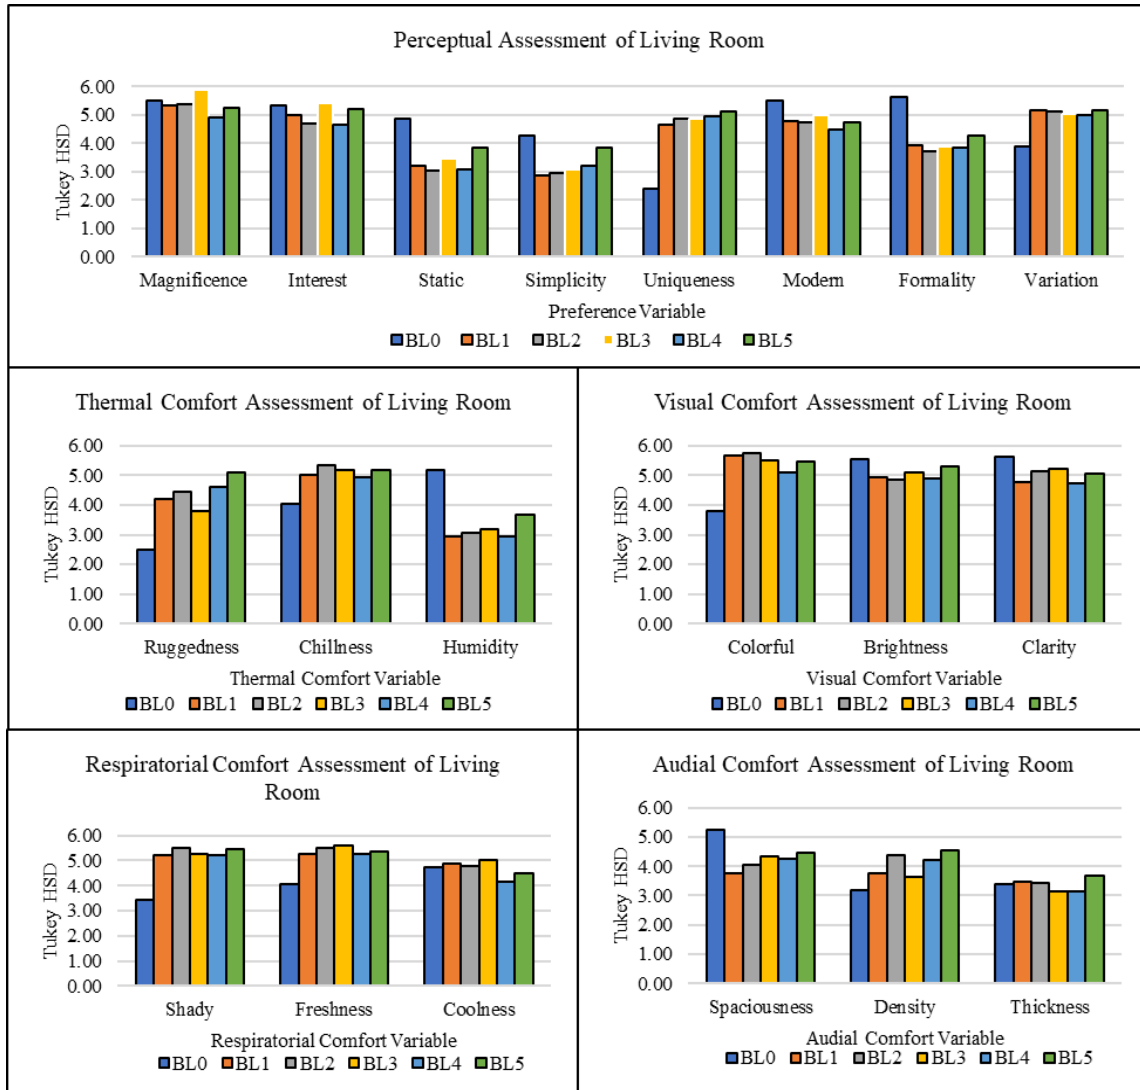 Perceptual Assessment of Living Room
Tukey HSD
6.00
5.00
4.00
3.00
2.00
1.00
0.00
Magnificence Interest Static Simplicity Uniqueness Modern Formality Variation
Preference Variable
BL0 BL1 BL2 BL3 BL4 BL5
Thermal Comfort Assessment of Living Room
Tukey HSD
6.00
5.00
4.00
3.00
2.00
1.00
0.00
Ruggedness Chillness Humidity
Thermal Comfort Variable
BL0 BL1 BL2 BL3 BL4 BL5
Visual Comfort Assessment of Living Room
Tukey HSD
6.00
5.00
4.00
3.00
2.00
1.00
0.00
Colorful Brightness Clarity
Visual Comfort Variable
BL0 BL1 BL2 BL3 BL4 BL5
Respiratorial Comfort Assessment of Living
Room
Tukey HSD
6.00
5.00
4.00
3.00
2.00
1.00
0.00
Shady Freshness Coolness
Respiratorial Comfort Variable
BL0 BL1 BL2 BL3 BL4 BL5
Audial Comfort Assessment of Living Room
Tukey HSD
6.00
5.00
4.00
3.00
2.00
1.00
0.00
Spaciousness Density Thickness
Audial Comfort Variable
BL0 BL1 BL2 BL3 BL4 BL5